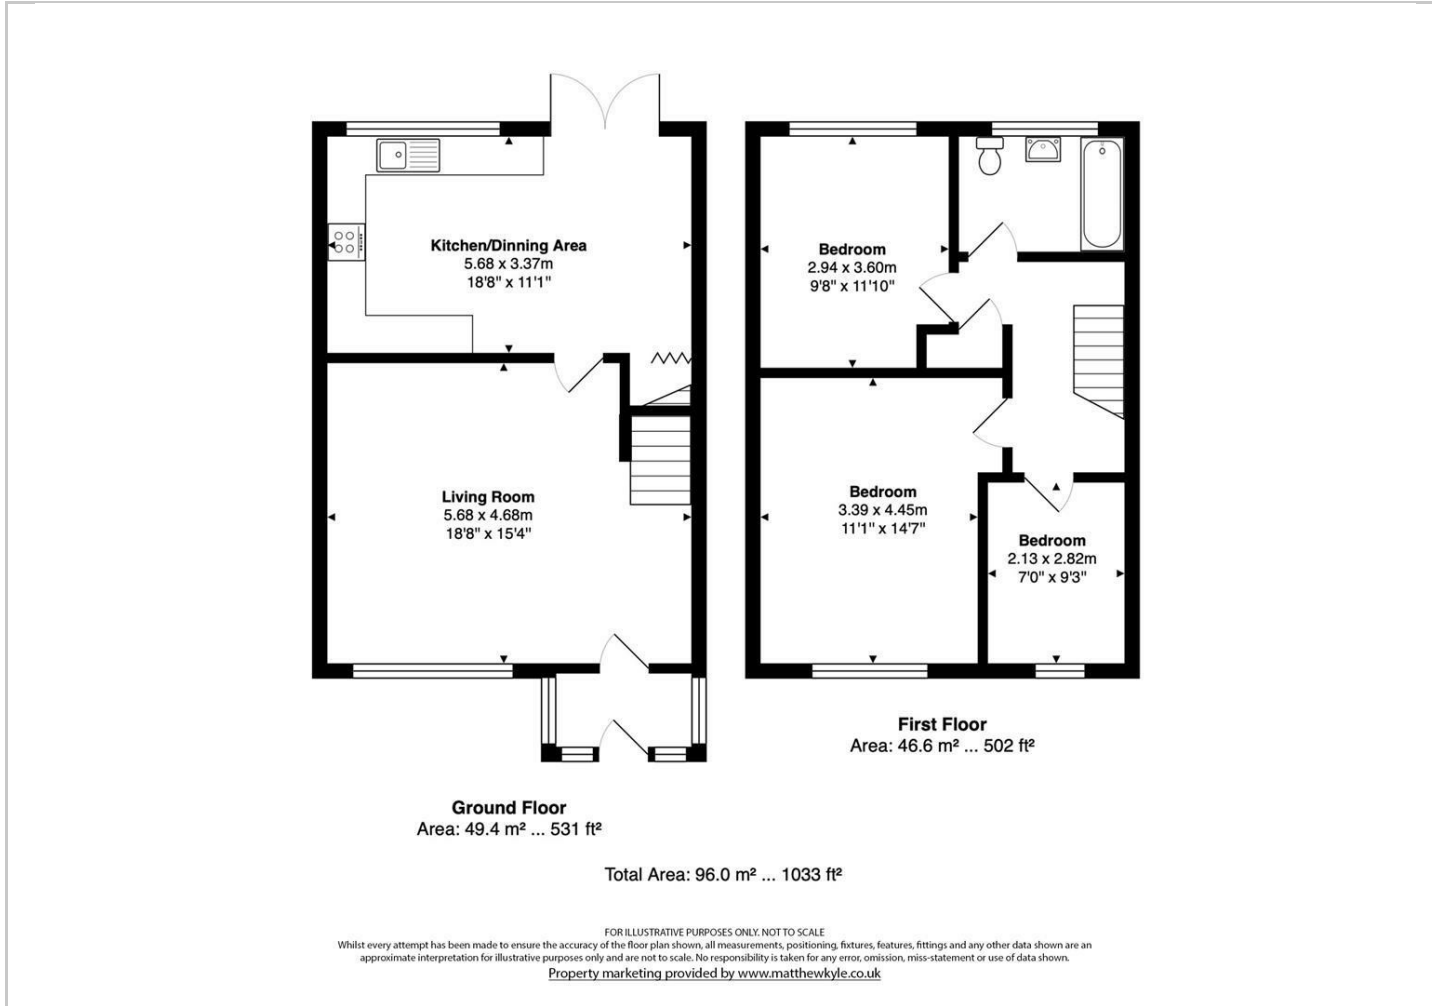 Kitchen/Dinning Area
5.68 x 3.37m
18'8" x 11'1"
Living Room
5.68 x 4.68m
18'8" x 15'4"
Bedroom
2.94 x 3.60m
9'8" x 11'10"
Bedroom
3.39 x 4.45m
11'1" x 14'7"
Bedroom
2.13 x 2.82m
7'0" x 9'3"
First Floor
Area: 46.6 m² ... 502 ft²
Ground Floor
Area: 49.4 m² ... 531 ft²
Total Area: 96.0 m² ... 1033 ft²
FOR ILLUSTRATIVE PURPOSES ONLY. NOT TO SCALE
Whilst every attempt has been made to ensure the accuracy of the floor plan shown, all measurements, positioning, fixtures, features, fittings and any other data shown are an
approximate interpretation for illustrative purposes only and are not to scale. No responsibility is taken for any error, omission, miss-statement or use of data shown.
Property marketing provided by www.matthewkyle.co.uk